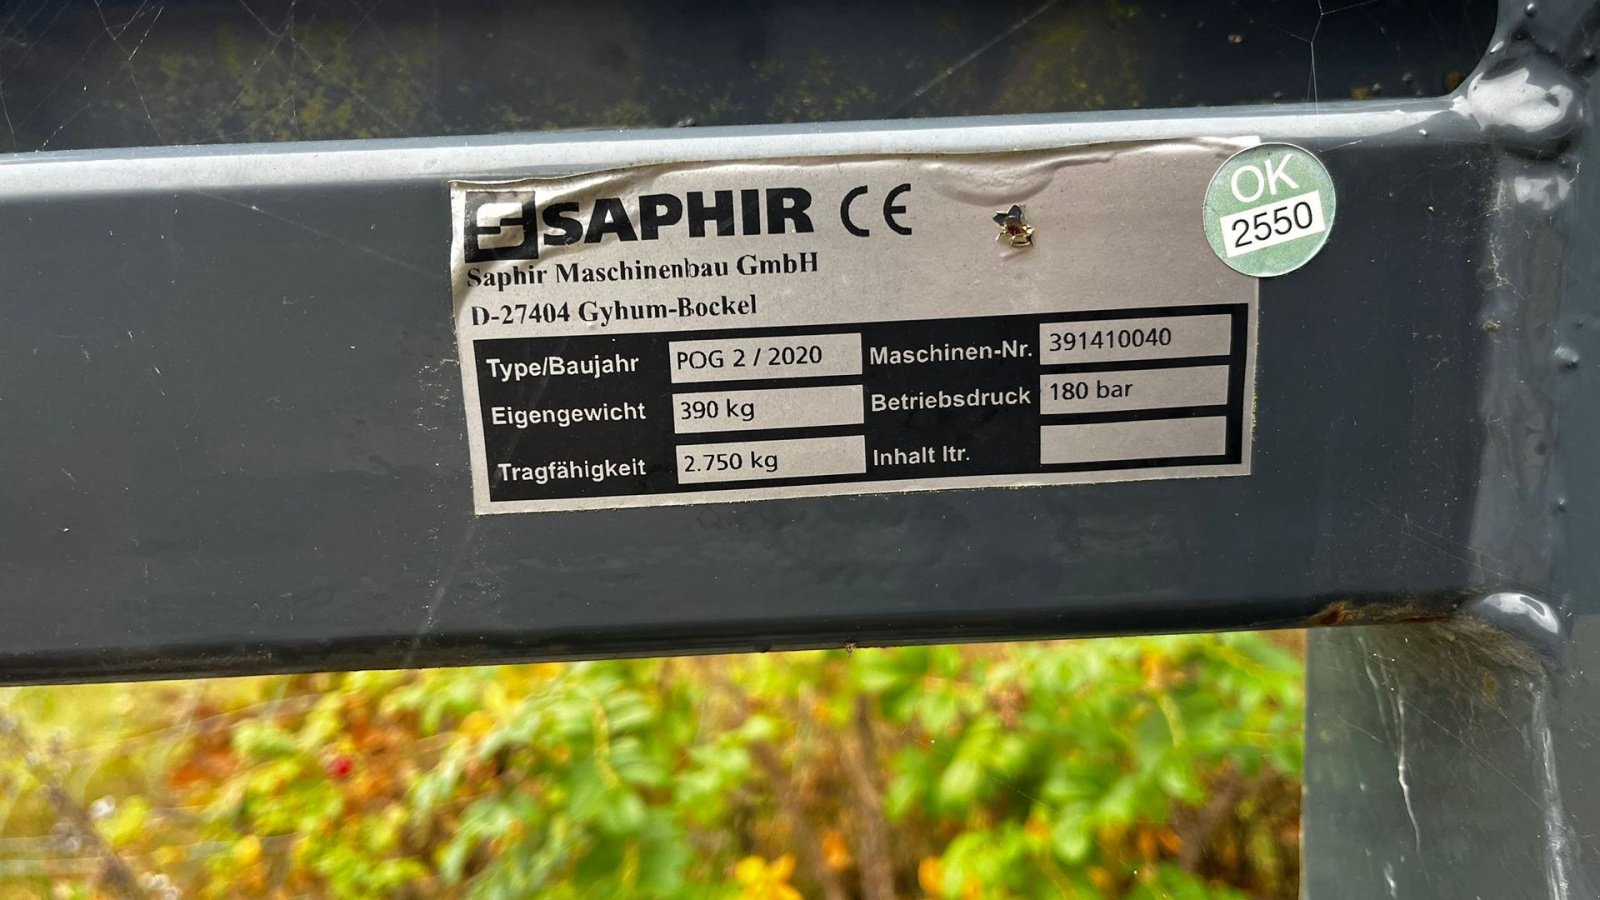 SAPHIR CE
OK
2550
Saphir Maschinenbau GmbH
D-27404 Gyhum-Bockel
Type/Baujahr POG 2 / 2020 Maschinen-Nr. 391410040
Eigengewicht 390 kg Betriebsdruck 180 bar
Tragfähigkeit 2.750 kg Inhalt ltr.